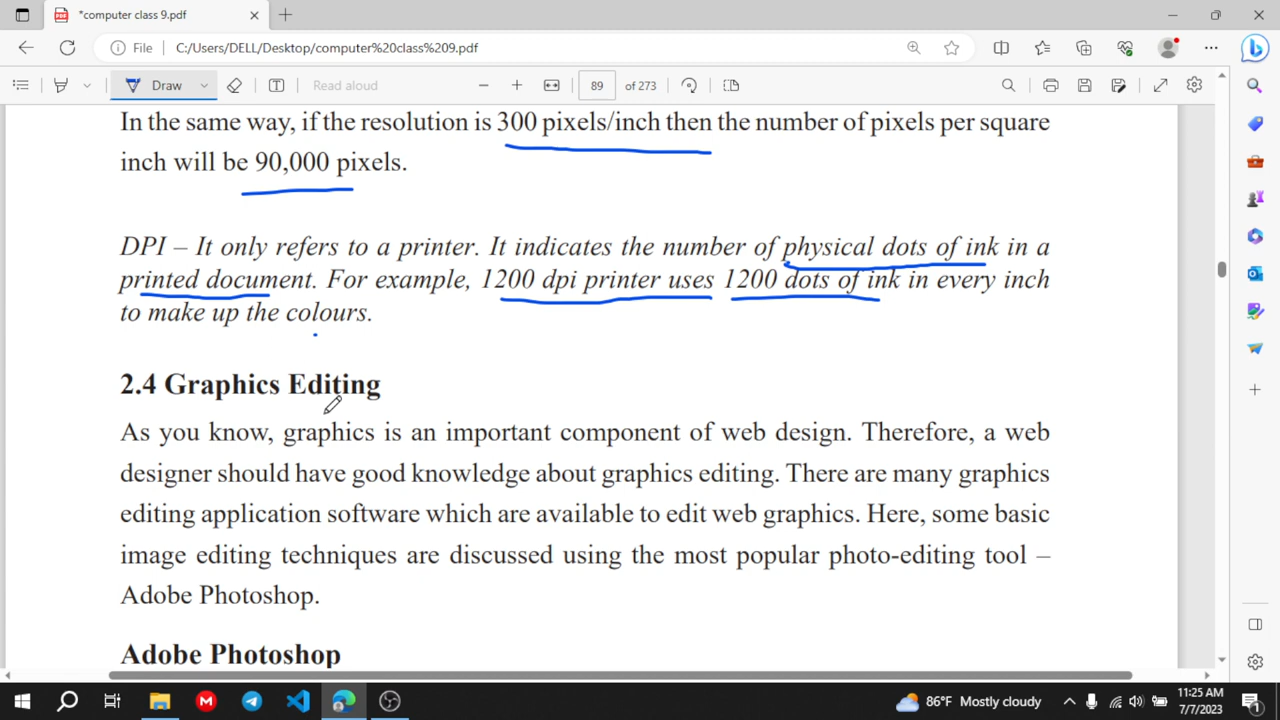 *computer class 9.pdf
File C:/Users/DELL/Desktop/computer%20class%209.pdf
Draw Read aloud 89 of 273
In the same way, if the resolution is 300 pixels/inch then the number of pixels per square
inch will be 90,000 pixels.
DPI – It only refers to a printer. It indicates the number of physical dots of ink in a
printed document. For example, 1200 dpi printer uses 1200 dots of ink in every inch
to make up the colours.
2.4 Graphics Editing
As you know, graphics is an important component of web design. Therefore, a web
designer should have good knowledge about graphics editing. There are many graphics
editing application software which are available to edit web graphics. Here, some basic
image editing techniques are discussed using the most popular photo-editing tool –
Adobe Photoshop.
Adobe Photoshop
86°F Mostly cloudy
11:25 AM
7/7/2023